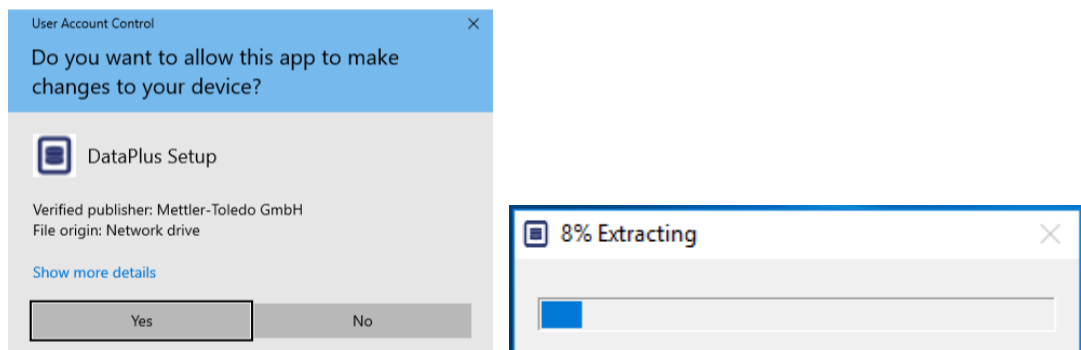 User Account Control
Do you want to allow this app to make
changes to your device?
DataPlus Setup
Verified publisher: Mettler-Toledo GmbH
File origin: Network drive
Show more details
Yes
No
8% Extracting